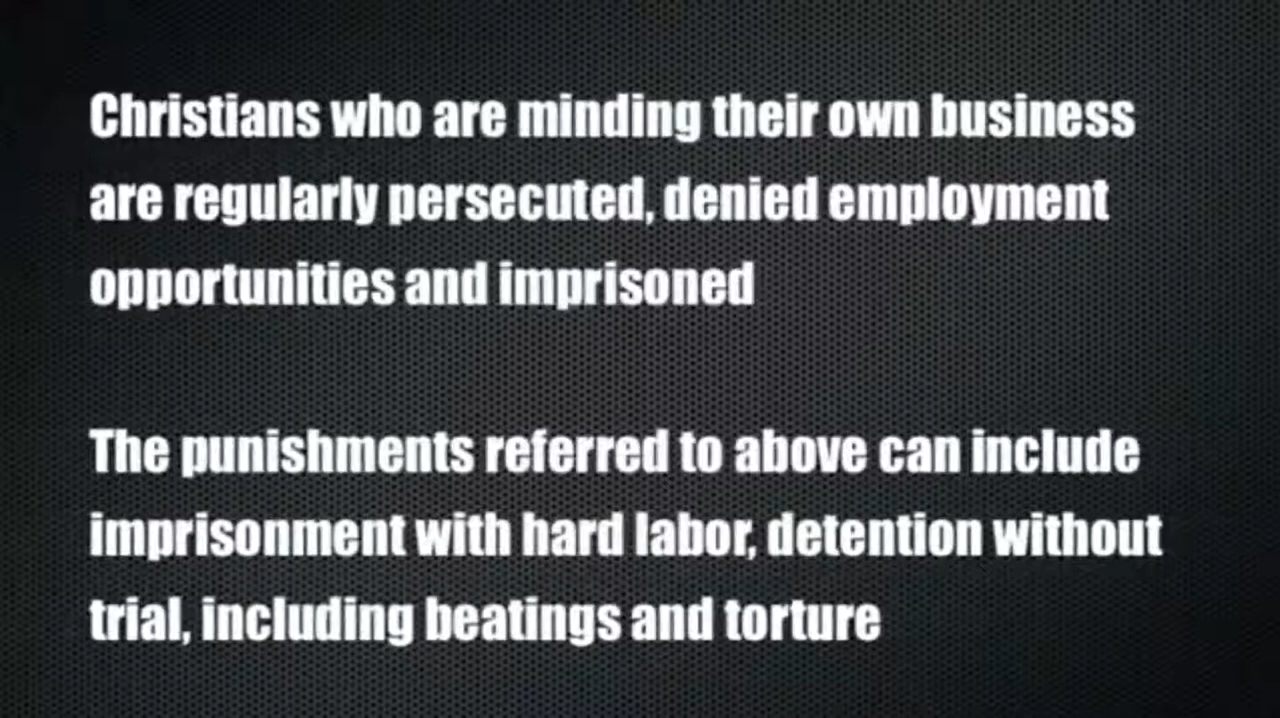 Christians who are minding their own business
are regularly persecuted, denied employment
opportunities and imprisoned
The punishments referred to above can include
imprisonment with hard labor, detention without
trial, including beatings and torture